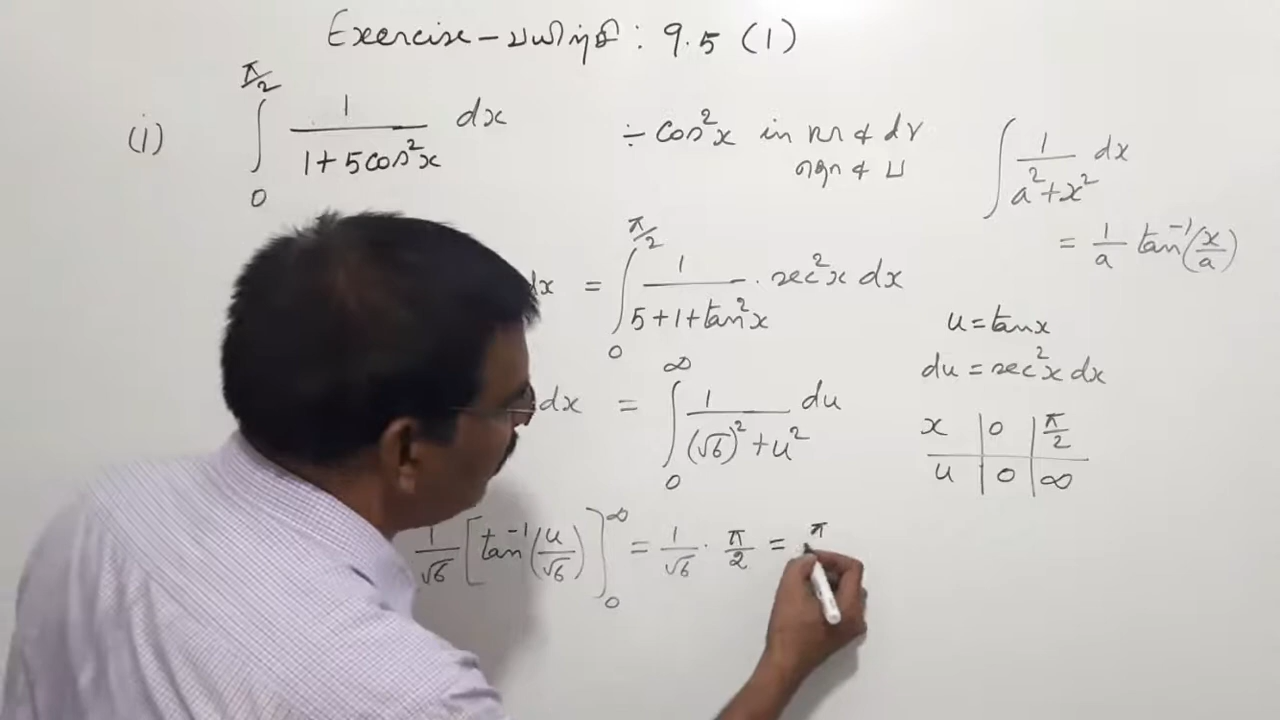 Exercise – பயிற்சி : 9.5 (1)
(i) ∫₀^(π/2) 1/(1+5cos²x) dx
÷ cos²x in nr & dr
∫ 1/(a²+x²) dx
= 1/a tan⁻¹(x/a)
dx = ∫₀^(π/2) 1/(5+1+tan²x) · sec²x dx
u = tanx
du = sec²x dx
dx = ∫₀^∞ 1/((√6)²+u²) du
x | 0 | π/2
u | 0 | ∞
1/√6 [tan⁻¹(u/√6)]₀^∞ = 1/√6 · π/2 = π